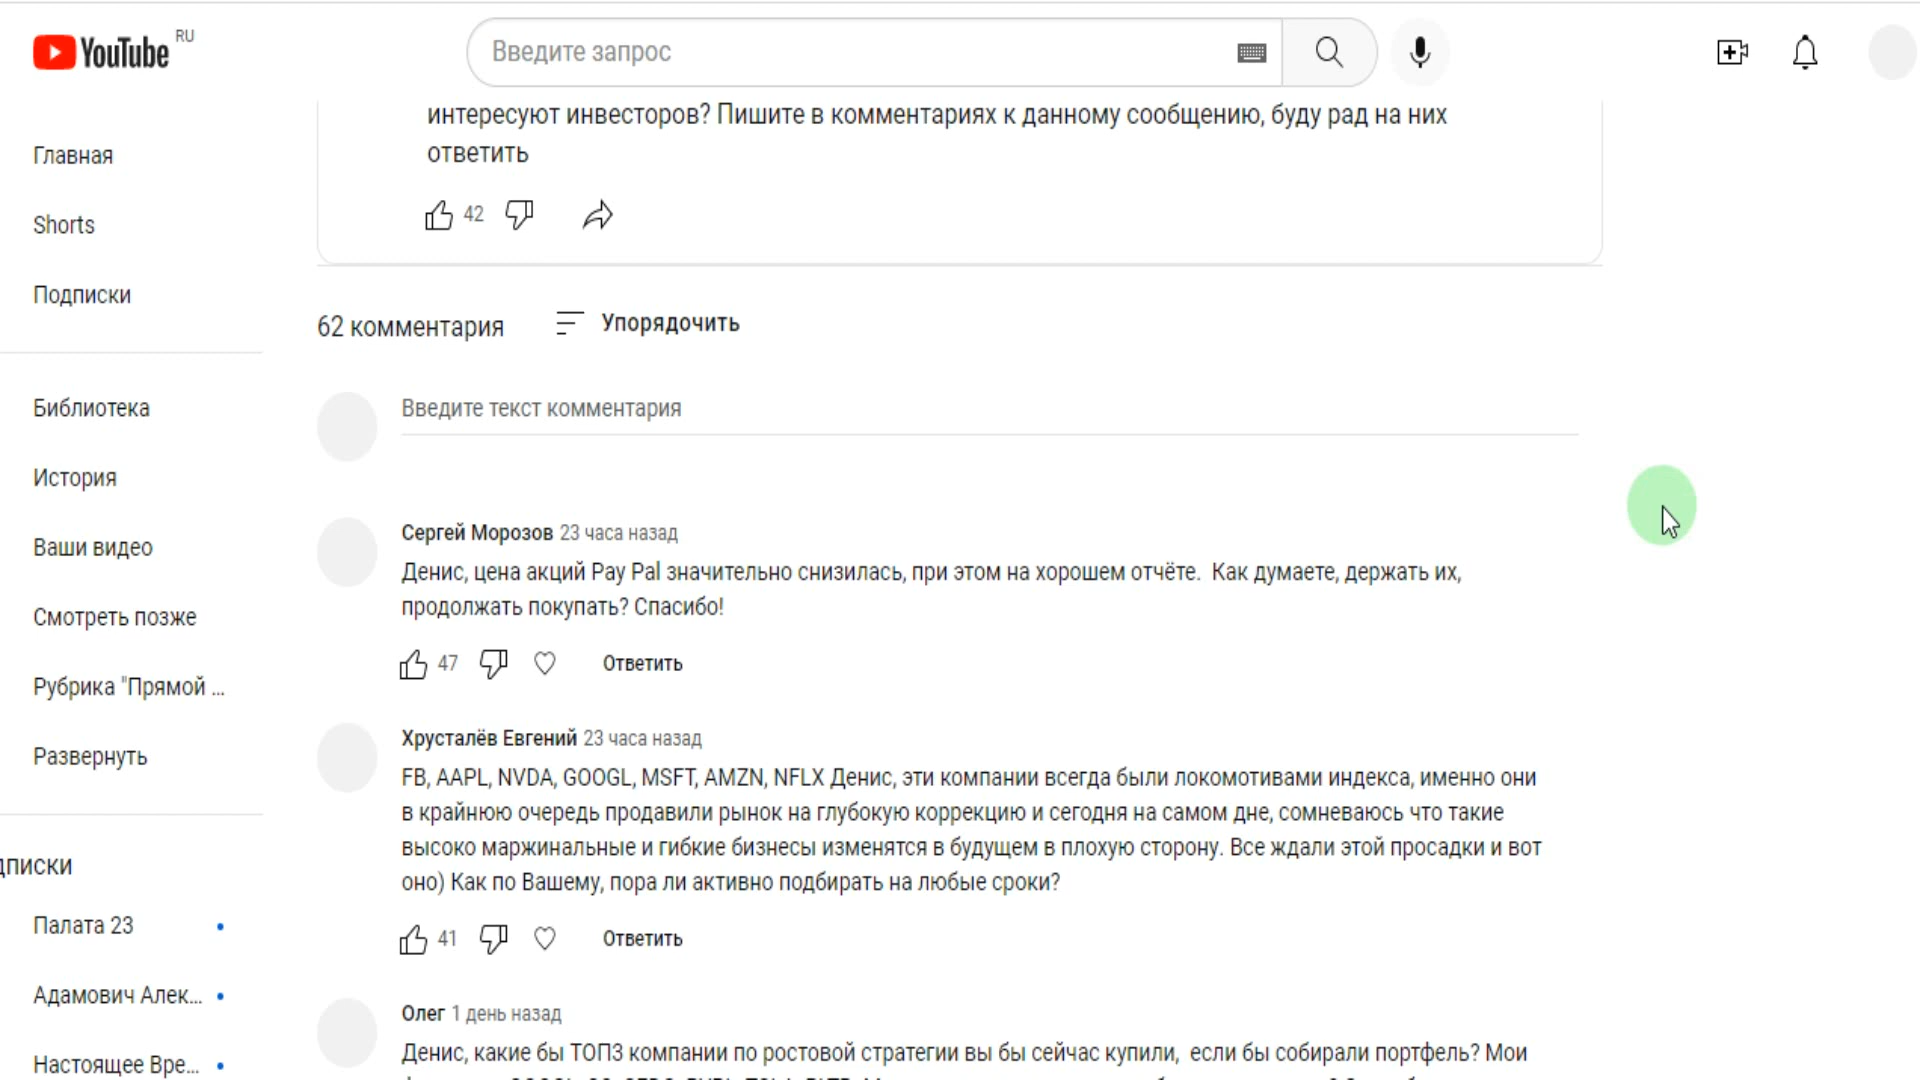 YouTube RU
Введите запрос
интересуют инвесторов? Пишите в комментариях к данному сообщению, буду рад на них
ответить
42
Главная
Shorts
Подписки
Библиотека
История
Ваши видео
Смотреть позже
Рубрика "Прямой ...
Развернуть
дписки
Палата 23
Адамович Алек...
Настоящее Вре...
62 комментария
Упорядочить
Введите текст комментария
Сергей Морозов 23 часа назад
Денис, цена акций Pay Pal значительно снизилась, при этом на хорошем отчёте. Как думаете, держать их,
продолжать покупать? Спасибо!
47 Ответить
Хрусталёв Евгений 23 часа назад
FB, AAPL, NVDA, GOOGL, MSFT, AMZN, NFLX Денис, эти компании всегда были локомотивами индекса, именно они
в крайнюю очередь продавили рынок на глубокую коррекцию и сегодня на самом дне, сомневаюсь что такие
высоко маржинальные и гибкие бизнесы изменятся в будущем в плохую сторону. Все ждали этой просадки и вот
оно) Как по Вашему, пора ли активно подбирать на любые сроки?
41 Ответить
Олег 1 день назад
Денис, какие бы ТОП3 компании по ростовой стратегии вы бы сейчас купили, если бы собирали портфель? Мои